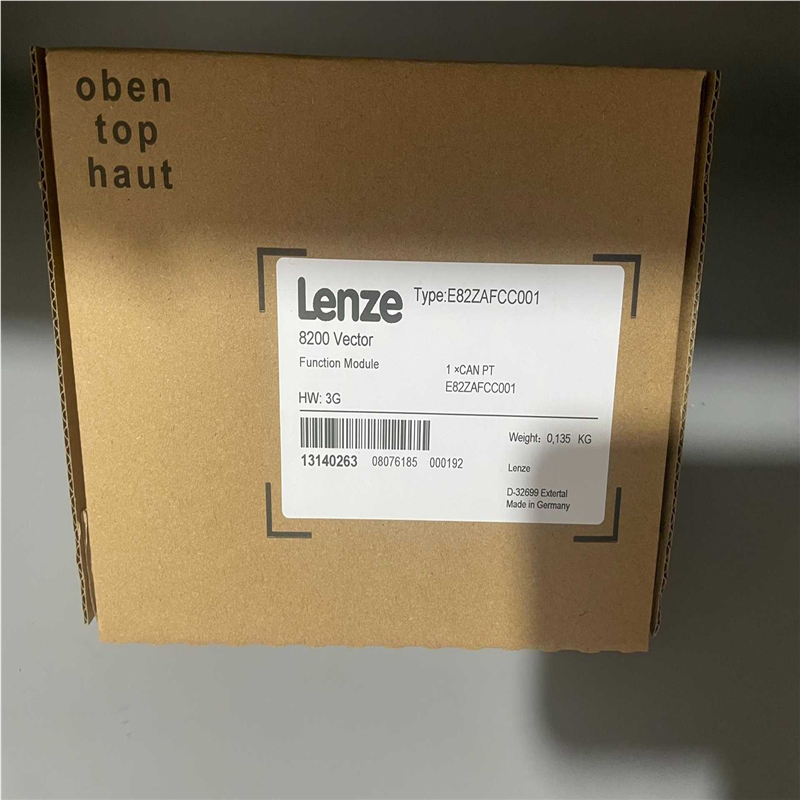 oben
top
haut
Lenze Type:E82ZAFCC001
8200 Vector
Function Module
1 ×CAN PT
E82ZAFCC001
HW: 3G
Weight: 0,135 KG
13140263 08076185 000192
Lenze
D-32699 Extertal
Made in Germany